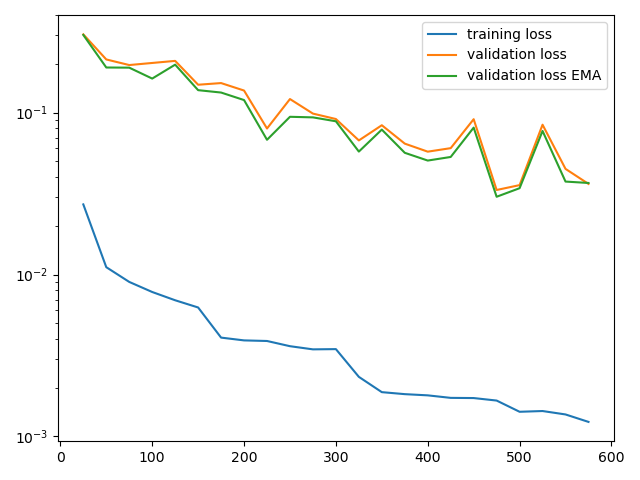 training loss
validation loss
validation loss EMA
10⁻¹
10⁻²
10⁻³
0 100 200 300 400 500 600